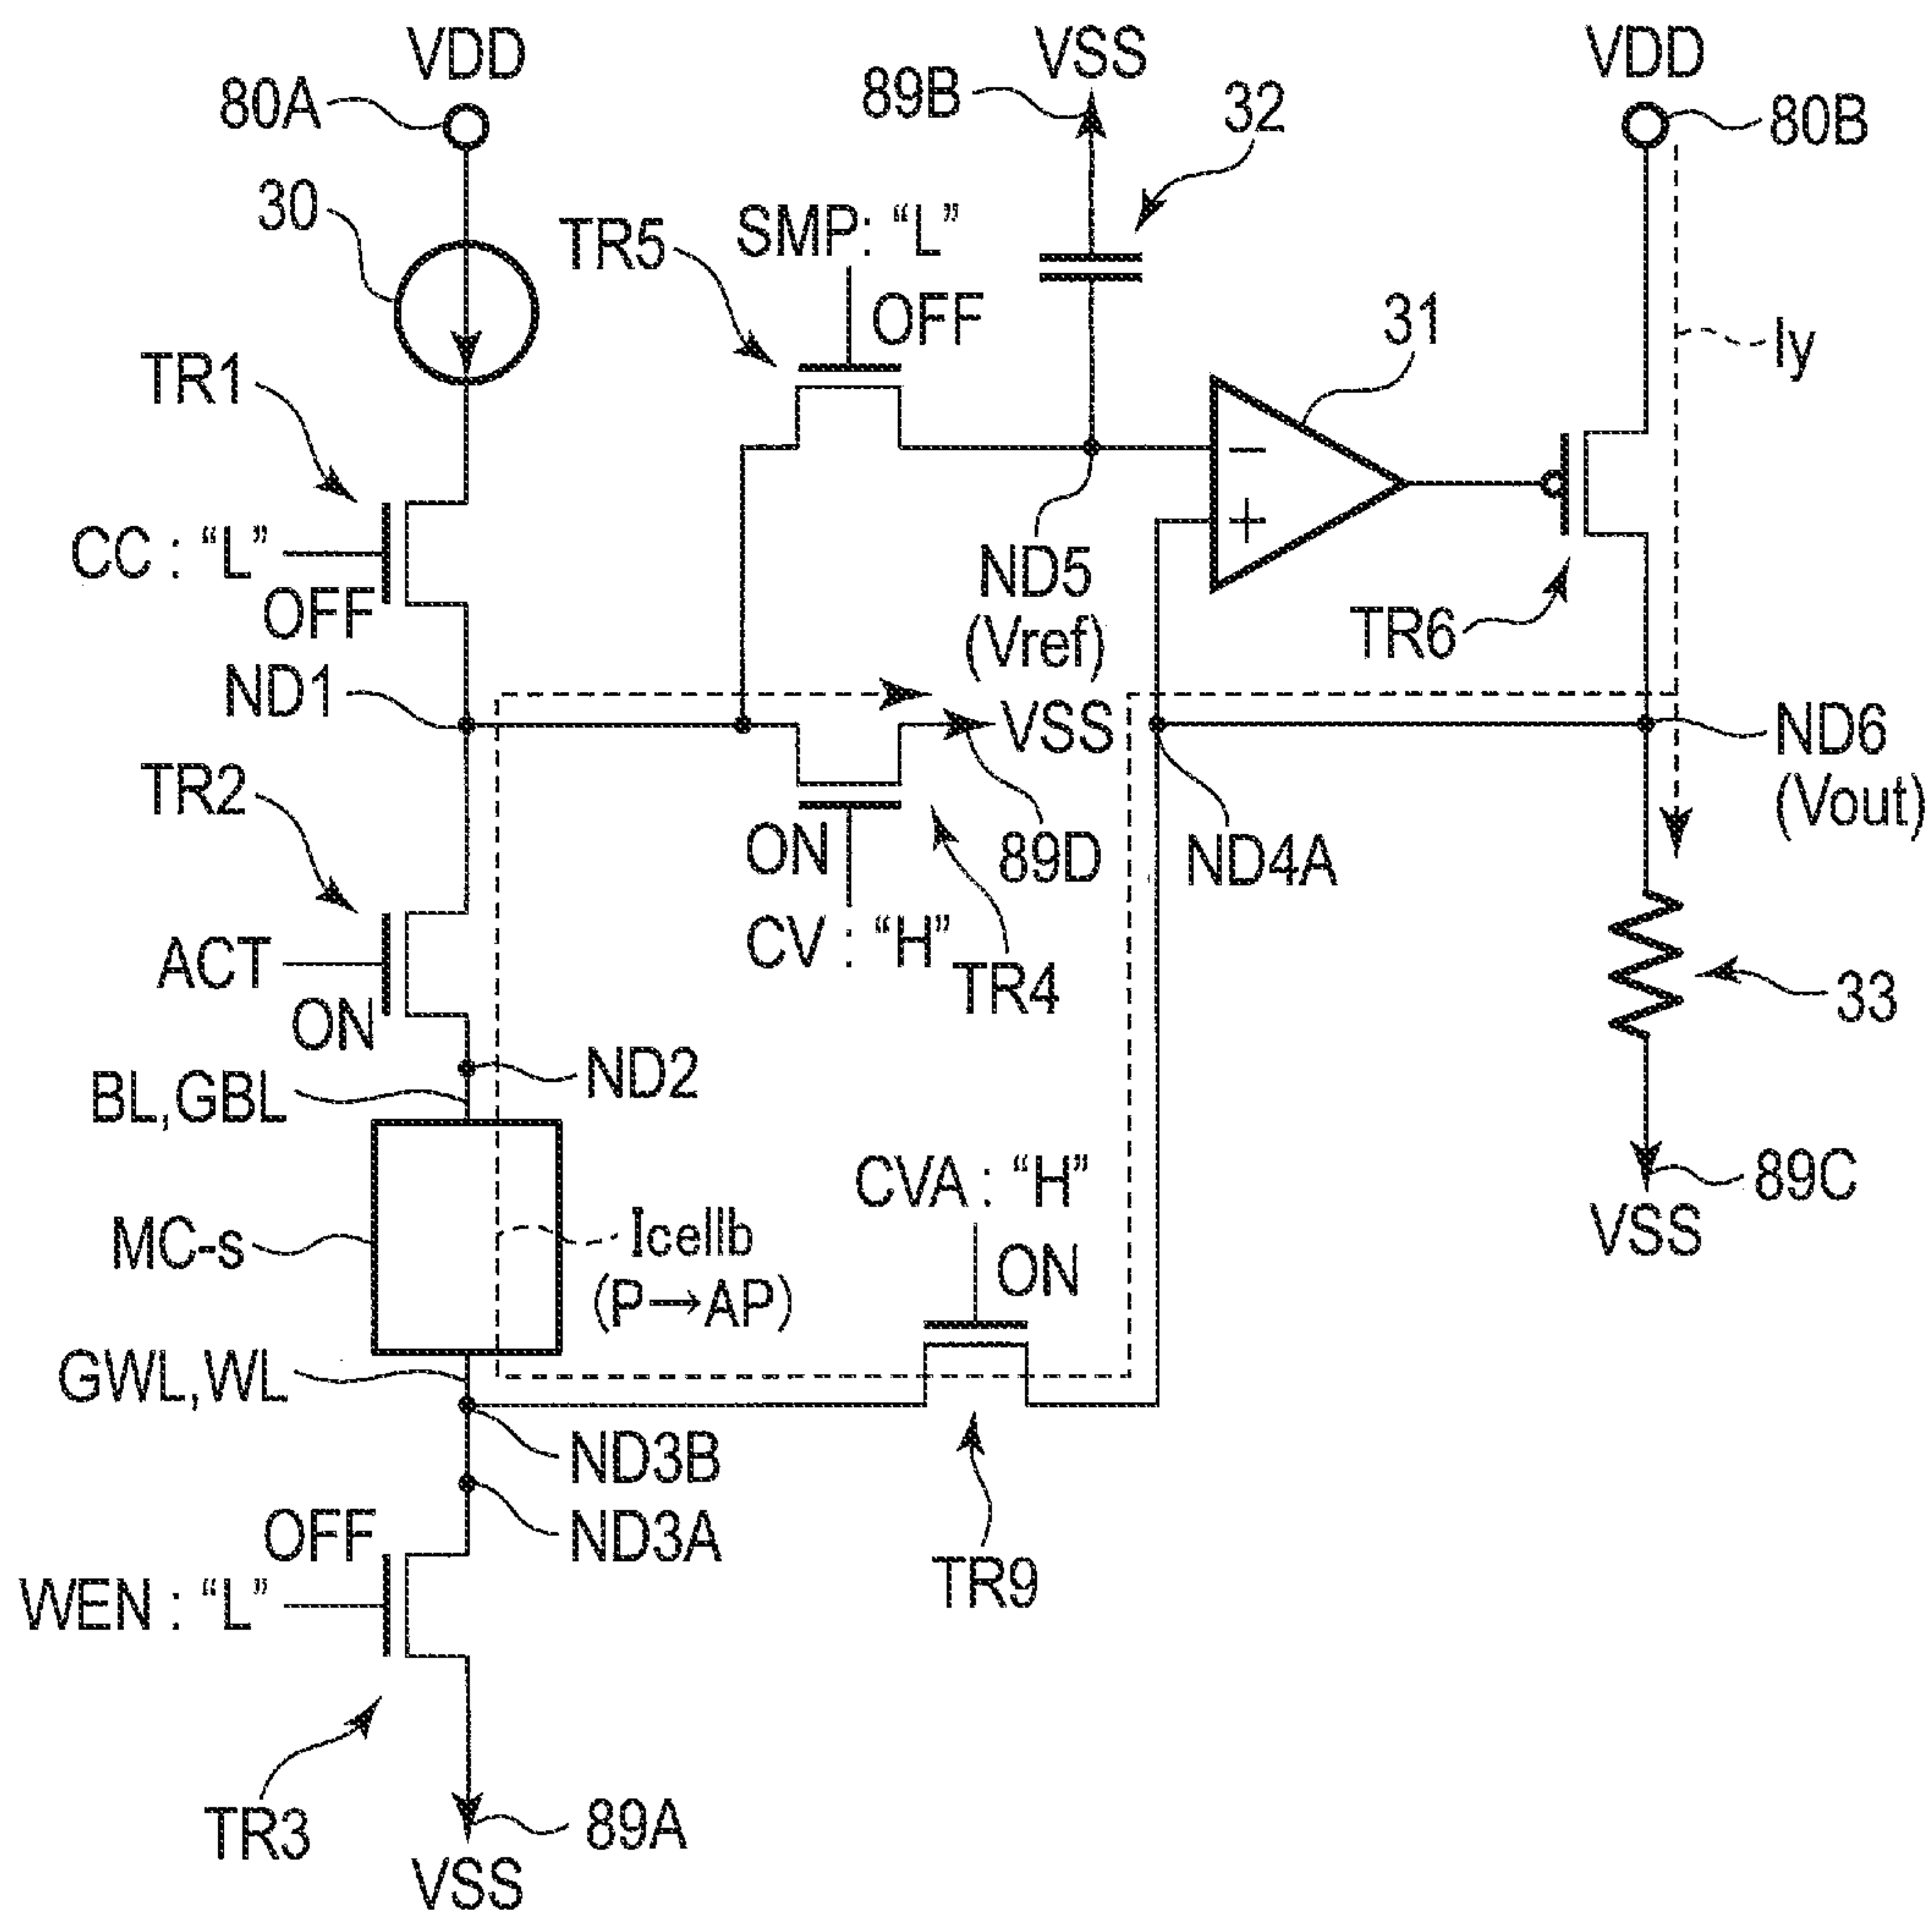 VDD
80A
30
TR1
CC : “L”
OFF
ND1
TR2
ACT
ON
ND2
BL,GBL
MC-s
Icellb
(P→AP)
GWL,WL
ND3B
ND3A
OFF
WEN : “L”
TR3
89A
VSS
VSS
89B
32
SMP: “L”
OFF
TR5
31
−
+
ND5
(Vref)
VSS
89D
ON
CV : “H”
TR4
ND4A
CVA : “H”
ON
TR9
VDD
80B
Iy
TR6
ND6
(Vout)
33
89C
VSS